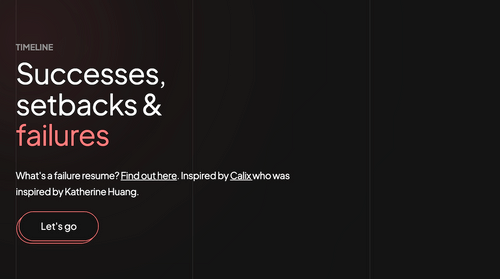 TIMELINE
Successes,
setbacks &
failures
What's a failure resume? Find out here. Inspired by Calix who was
inspired by Katherine Huang.
Let's go